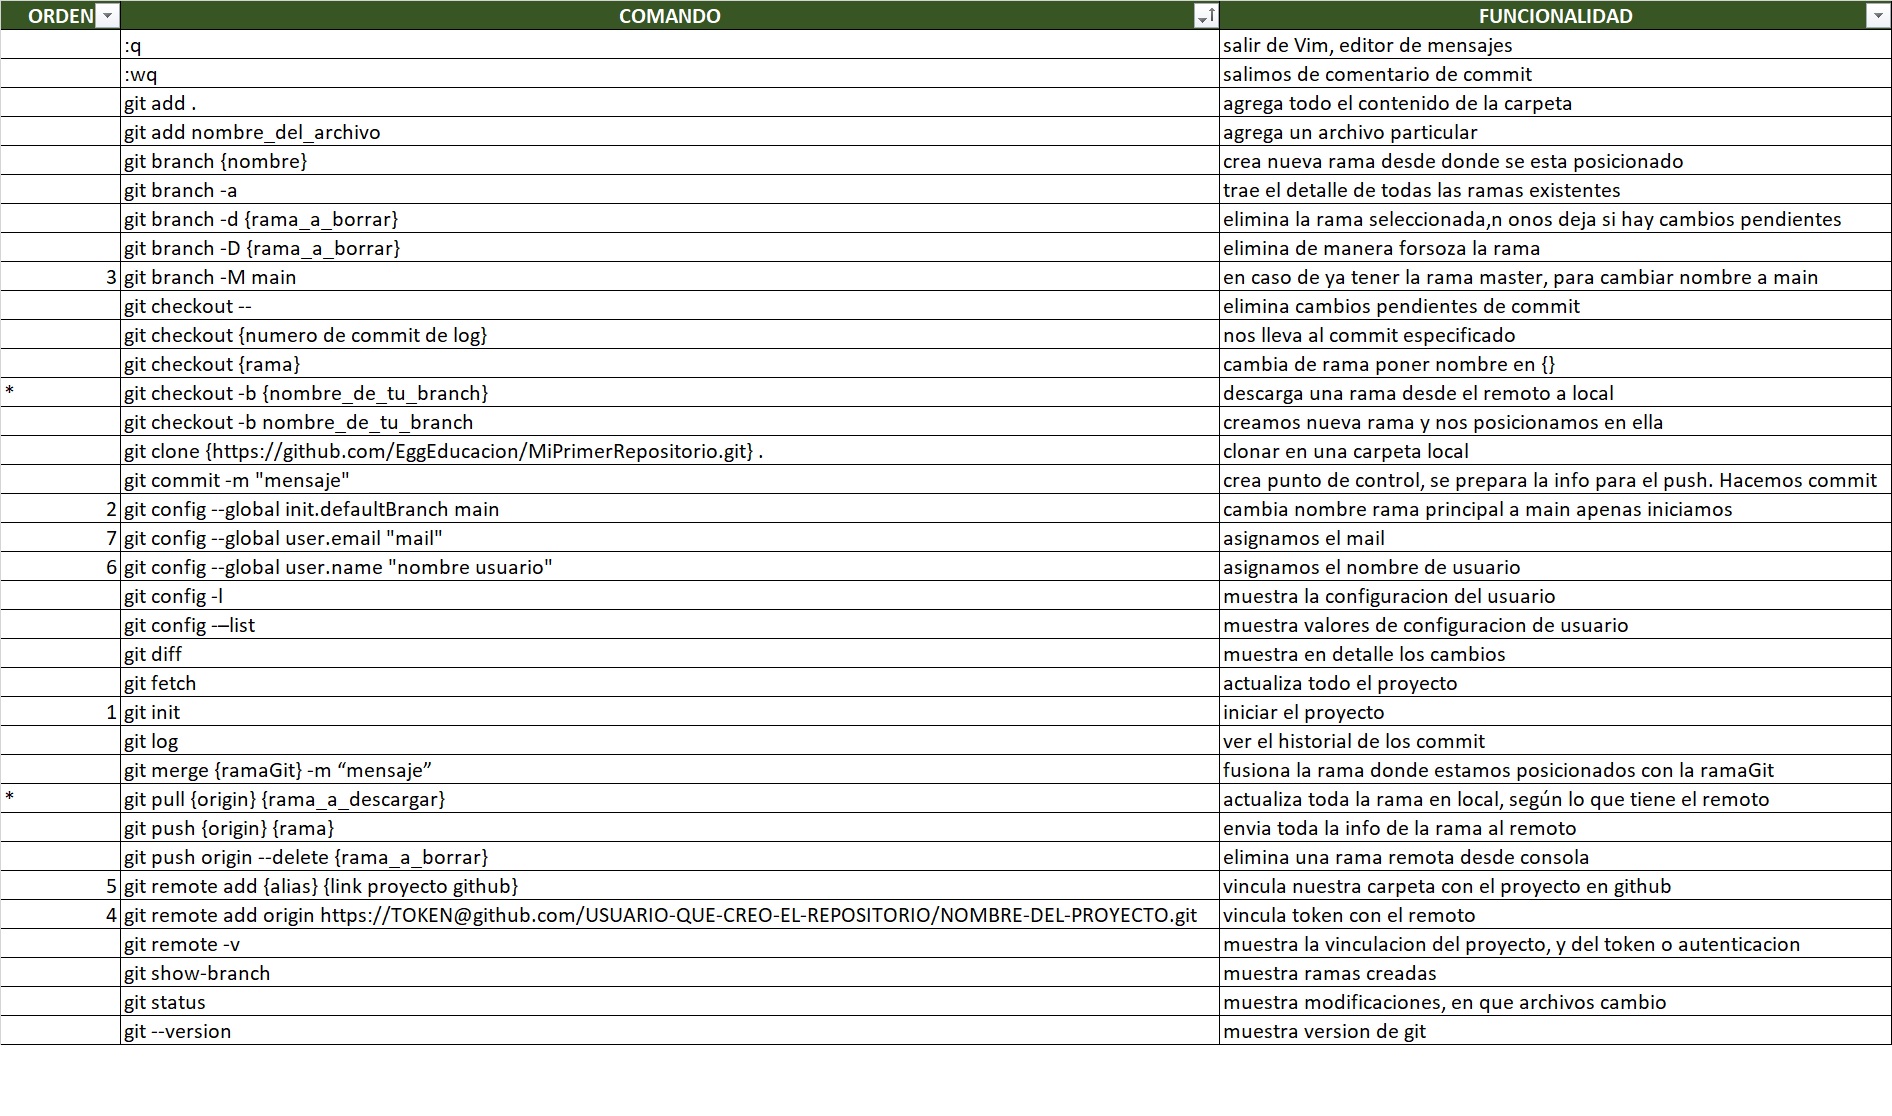 ORDEN COMANDO FUNCIONALIDAD
:q salir de Vim, editor de mensajes
:wq salimos de comentario de commit
git add . agrega todo el contenido de la carpeta
git add nombre_del_archivo agrega un archivo particular
git branch {nombre} crea nueva rama desde donde se esta posicionado
git branch -a trae el detalle de todas las ramas existentes
git branch -d {rama_a_borrar} elimina la rama seleccionada,n onos deja si hay cambios pendientes
git branch -D {rama_a_borrar} elimina de manera forsoza la rama
3 git branch -M main en caso de ya tener la rama master, para cambiar nombre a main
git checkout -- elimina cambios pendientes de commit
git checkout {numero de commit de log} nos lleva al commit especificado
git checkout {rama} cambia de rama poner nombre en {}
* git checkout -b {nombre_de_tu_branch} descarga una rama desde el remoto a local
git checkout -b nombre_de_tu_branch creamos nueva rama y nos posicionamos en ella
git clone {https://github.com/EggEducacion/MiPrimerRepositorio.git} . clonar en una carpeta local
git commit -m "mensaje" crea punto de control, se prepara la info para el push. Hacemos commit
2 git config --global init.defaultBranch main cambia nombre rama principal a main apenas iniciamos
7 git config --global user.email "mail" asignamos el mail
6 git config --global user.name "nombre usuario" asignamos el nombre de usuario
git config -l muestra la configuracion del usuario
git config -–list muestra valores de configuracion de usuario
git diff muestra en detalle los cambios
git fetch actualiza todo el proyecto
1 git init iniciar el proyecto
git log ver el historial de los commit
git merge {ramaGit} -m “mensaje” fusiona la rama donde estamos posicionados con la ramaGit
* git pull {origin} {rama_a_descargar} actualiza toda la rama en local, según lo que tiene el remoto
git push {origin} {rama} envia toda la info de la rama al remoto
git push origin --delete {rama_a_borrar} elimina una rama remota desde consola
5 git remote add {alias} {link proyecto github} vincula nuestra carpeta con el proyecto en github
4 git remote add origin https://TOKEN@github.com/USUARIO-QUE-CREO-EL-REPOSITORIO/NOMBRE-DEL-PROYECTO.git vincula token con el remoto
git remote -v muestra la vinculacion del proyecto, y del token o autenticacion
git show-branch muestra ramas creadas
git status muestra modificaciones, en que archivos cambio
git --version muestra version de git